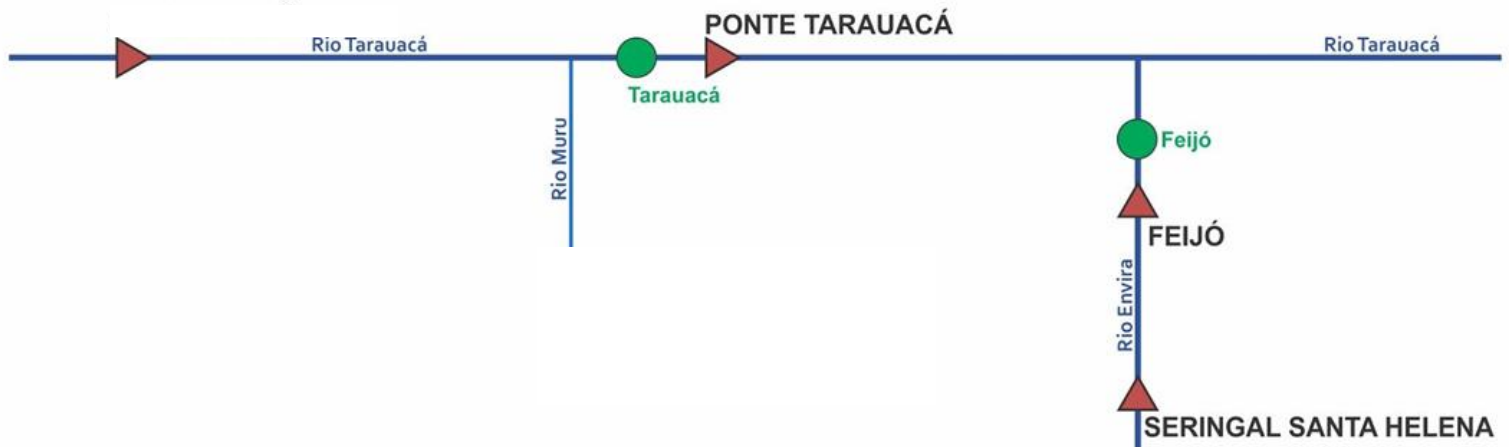 PONTE TARAUACÁ
Rio Tarauacá
Rio Tarauacá
Tarauacá
Rio Muru
Feijó
FEIJÓ
Rio Envira
SERINGAL SANTA HELENA